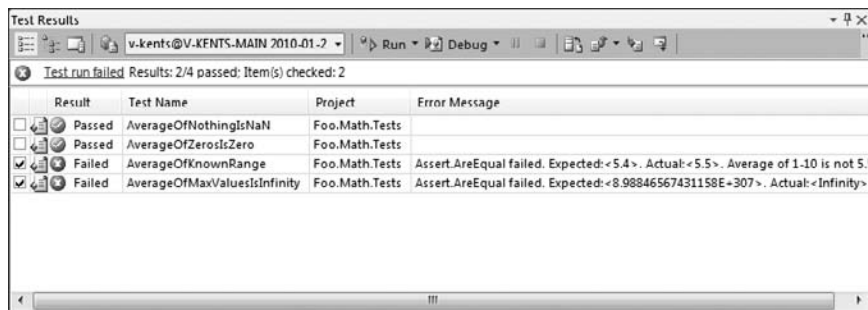 Test Results
v-kents@V-KENTS-MAIN 2010-01-2 Run Debug
Test run failed Results: 2/4 passed; Item(s) checked: 2
Result Test Name Project Error Message
Passed AverageOfNothingIsNaN Foo.Math.Tests
Passed AverageOfZerosIsZero Foo.Math.Tests
Failed AverageOfKnownRange Foo.Math.Tests Assert.AreEqual failed. Expected:<5.4>. Actual:<5.5>. Average of 1-10 is not 5.
Failed AverageOfMaxValuesIsInfinity Foo.Math.Tests Assert.AreEqual failed. Expected:<8.98846567431158E+307>. Actual:<Infinity>